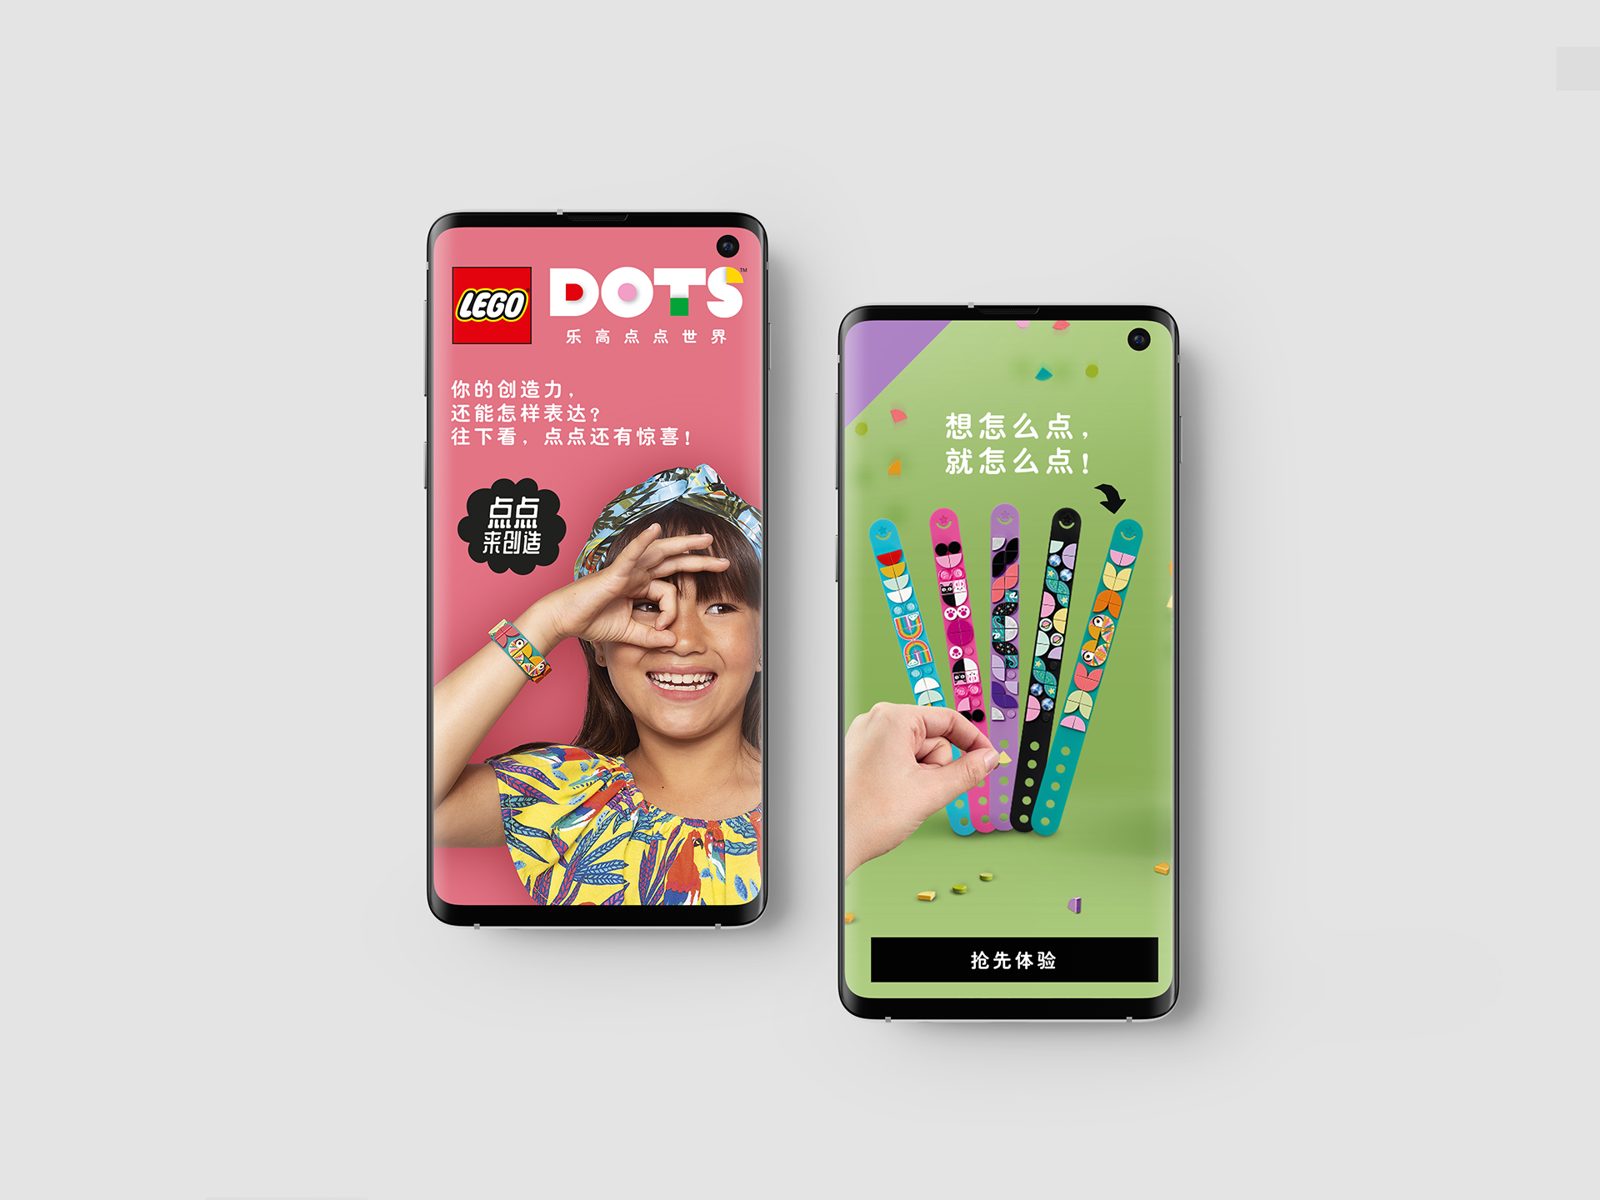 LEGO
DOTS™
乐高点点世界
你的创造力，
还能怎样表达？
往下看，点点还有惊喜！
点点
来创造
想怎么点，
就怎么点！
抢先体验